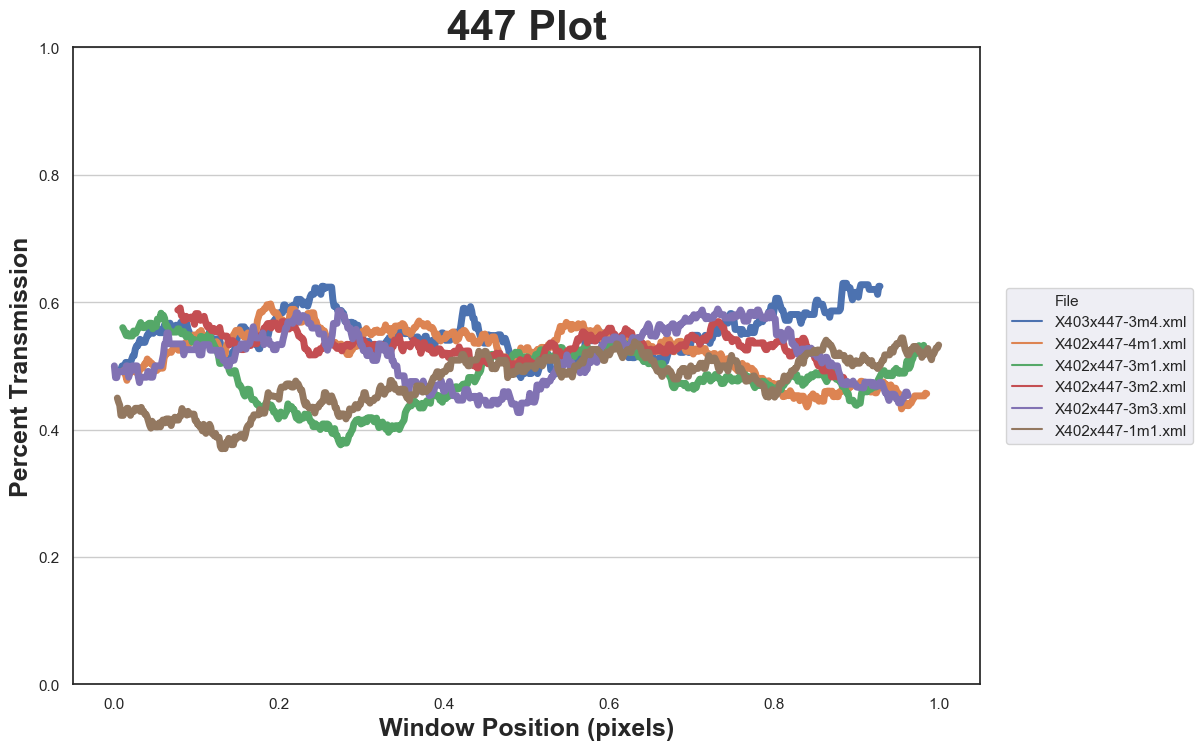 447 Plot
Percent Transmission
1.0
0.8
0.6
0.4
0.2
0.0
0.0 0.2 0.4 0.6 0.8 1.0
Window Position (pixels)
File
X403x447-3m4.xml
X402x447-4m1.xml
X402x447-3m1.xml
X402x447-3m2.xml
X402x447-3m3.xml
X402x447-1m1.xml